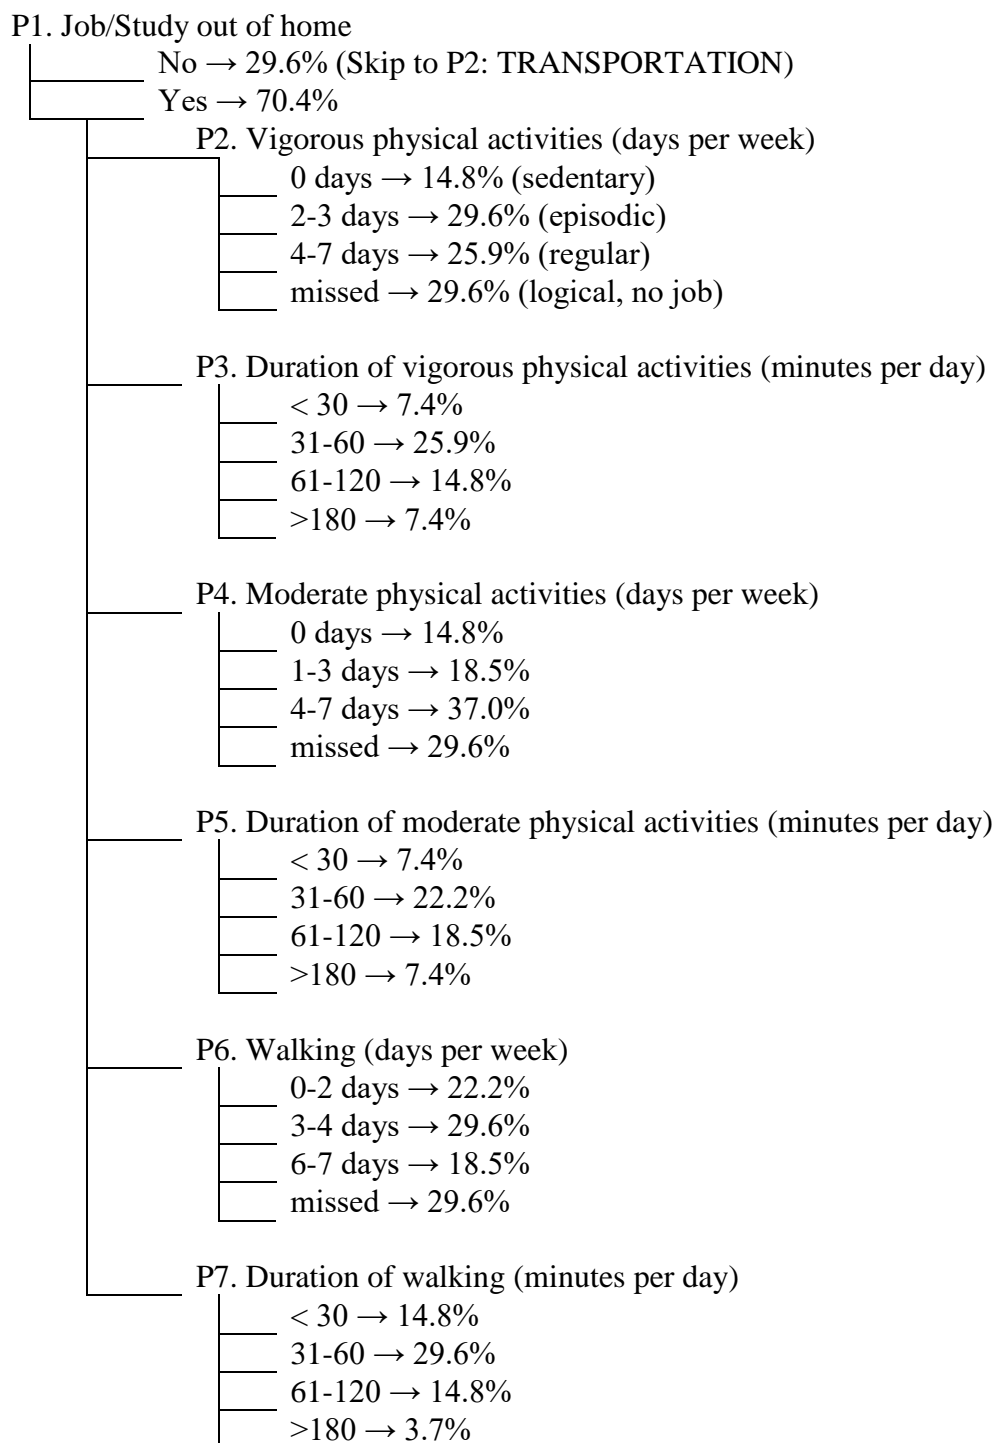 P1. Job/Study out of home
No → 29.6% (Skip to P2: TRANSPORTATION)
Yes → 70.4%
P2. Vigorous physical activities (days per week)
0 days → 14.8% (sedentary)
2-3 days → 29.6% (episodic)
4-7 days → 25.9% (regular)
missed → 29.6% (logical, no job)
P3. Duration of vigorous physical activities (minutes per day)
< 30 → 7.4%
31-60 → 25.9%
61-120 → 14.8%
>180 → 7.4%
P4. Moderate physical activities (days per week)
0 days → 14.8%
1-3 days → 18.5%
4-7 days → 37.0%
missed → 29.6%
P5. Duration of moderate physical activities (minutes per day)
< 30 → 7.4%
31-60 → 22.2%
61-120 → 18.5%
>180 → 7.4%
P6. Walking (days per week)
0-2 days → 22.2%
3-4 days → 29.6%
6-7 days → 18.5%
missed → 29.6%
P7. Duration of walking (minutes per day)
< 30 → 14.8%
31-60 → 29.6%
61-120 → 14.8%
>180 → 3.7%